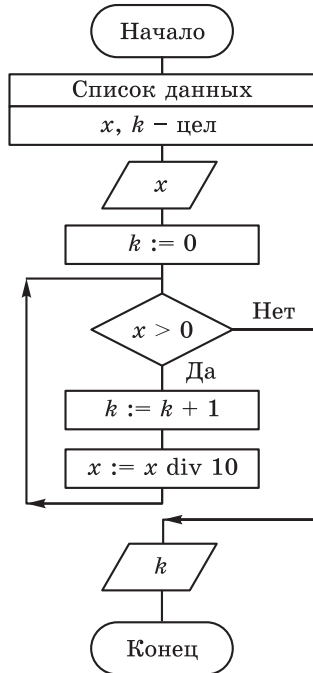 Начало
Список данных
x, k – цел
x
k := 0
x > 0
Нет
Да
k := k + 1
x := x div 10
k
Конец